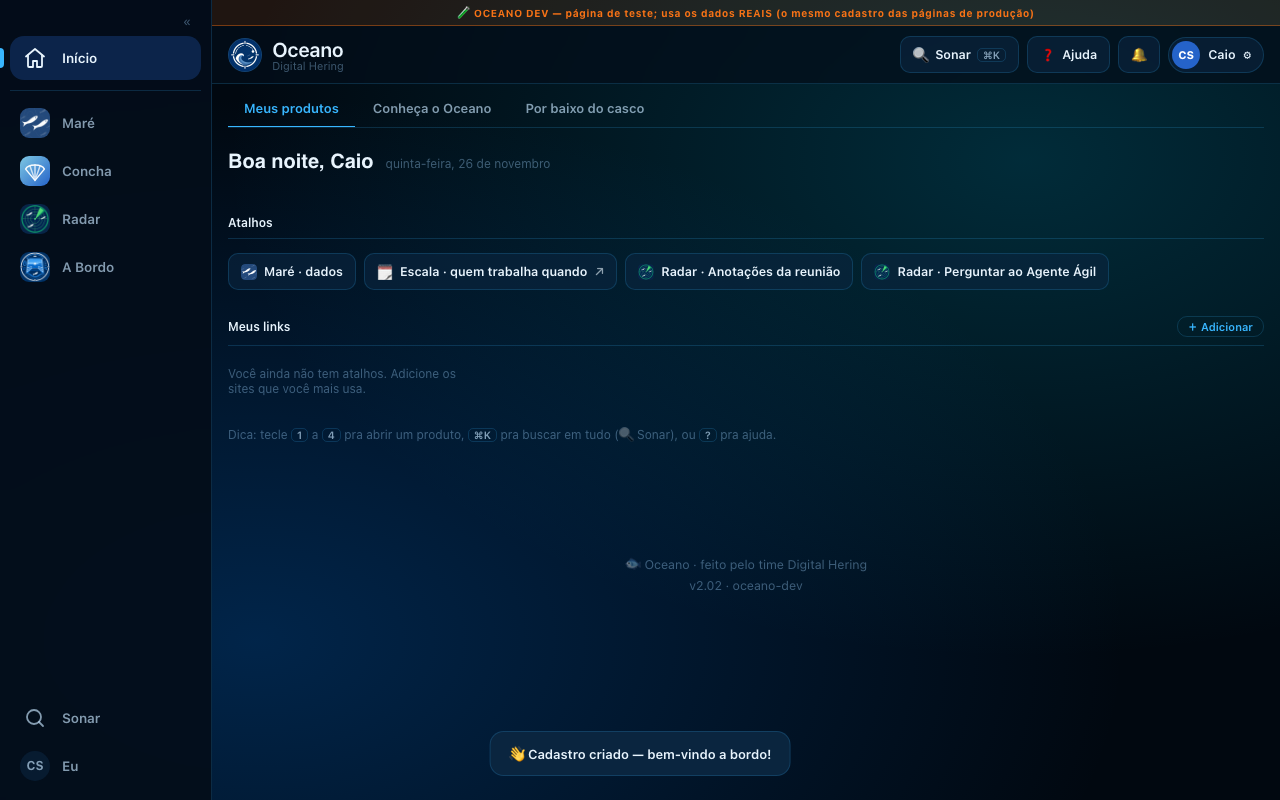 OCEANO DEV — página de teste; usa os dados REAIS (o mesmo cadastro das páginas de produção)
«
Início
Maré
Concha
Radar
A Bordo
Sonar
CS Eu
Oceano
Digital Hering
Sonar ⌘K
Ajuda
CS Caio
Meus produtos
Conheça o Oceano
Por baixo do casco
Boa noite, Caio quinta-feira, 26 de novembro
Atalhos
Maré · dados
Escala · quem trabalha quando ↗
Radar · Anotações da reunião
Radar · Perguntar ao Agente Ágil
Meus links
+ Adicionar
Você ainda não tem atalhos. Adicione os
sites que você mais usa.
Dica: tecle 1 a 4 pra abrir um produto, ⌘K pra buscar em tudo (🔍 Sonar), ou ? pra ajuda.
Oceano · feito pelo time Digital Hering
v2.02 · oceano-dev
👋 Cadastro criado — bem-vindo a bordo!